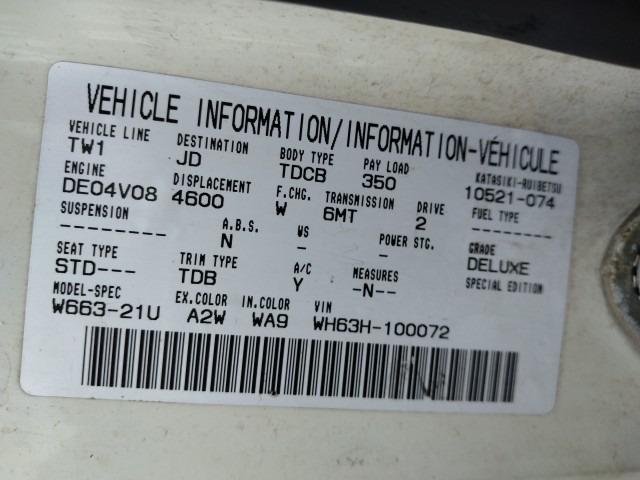 VEHICLE INFORMATION/INFORMATION-VÉHICULE
VEHICLE LINE DESTINATION BODY TYPE PAY LOAD KATASIKI-RUIBETSU
TW1 JD TDCB 350 10521-074
ENGINE DISPLACEMENT F.CHG. TRANSMISSION DRIVE FUEL TYPE
DE04V08 4600 W 6MT 2 ---------
SUSPENSION A.B.S. WS POWER STG. GRADE
--------- N - - DELUXE
SEAT TYPE TRIM TYPE A/C MEASURES SPECIAL EDITION
STD--- TDB Y -N--
MODEL-SPEC EX.COLOR IN.COLOR VIN
W663-21U A2W WA9 WH63H-100072